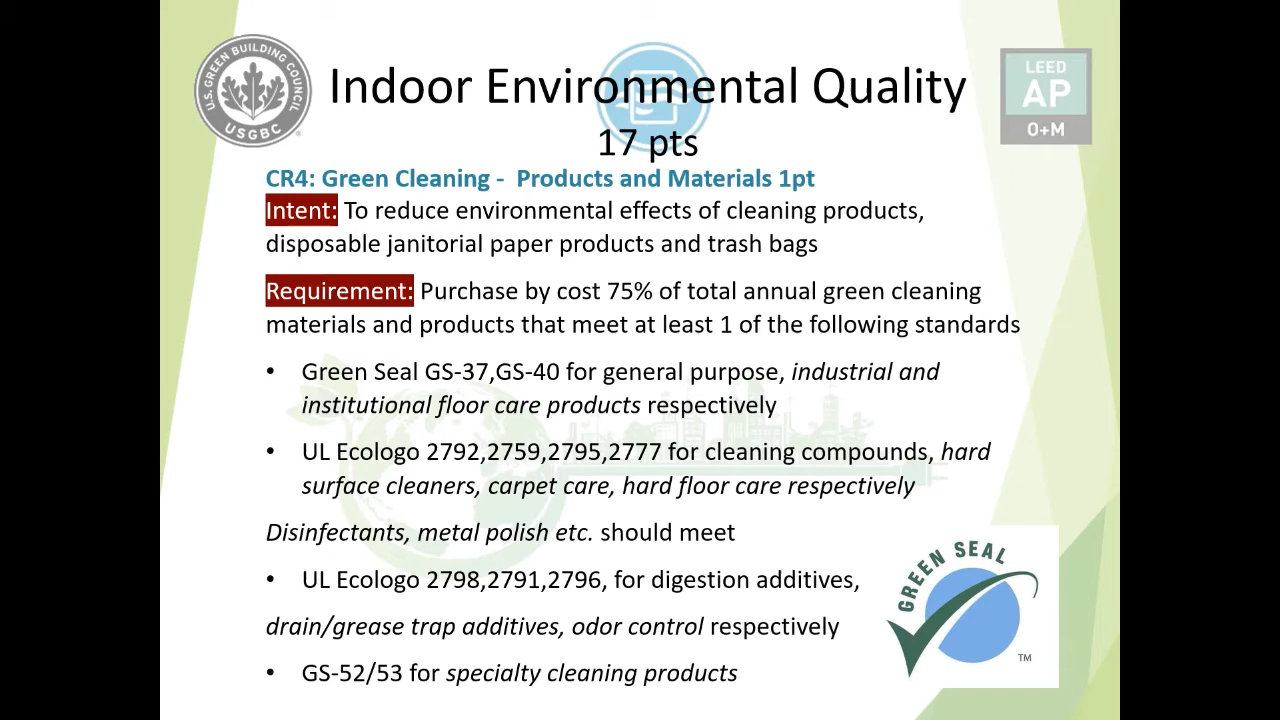 U.S. GREEN BUILDING COUNCIL
USGBC
Indoor Environmental Quality
17 pts
LEED
AP
O+M
CR4: Green Cleaning - Products and Materials 1pt
Intent: To reduce environmental effects of cleaning products,
disposable janitorial paper products and trash bags
Requirement: Purchase by cost 75% of total annual green cleaning
materials and products that meet at least 1 of the following standards
• Green Seal GS-37,GS-40 for general purpose, industrial and
institutional floor care products respectively
• UL Ecologo 2792,2759,2795,2777 for cleaning compounds, hard
surface cleaners, carpet care, hard floor care respectively
Disinfectants, metal polish etc. should meet
• UL Ecologo 2798,2791,2796, for digestion additives,
drain/grease trap additives, odor control respectively
• GS-52/53 for specialty cleaning products
GREEN SEAL
TM